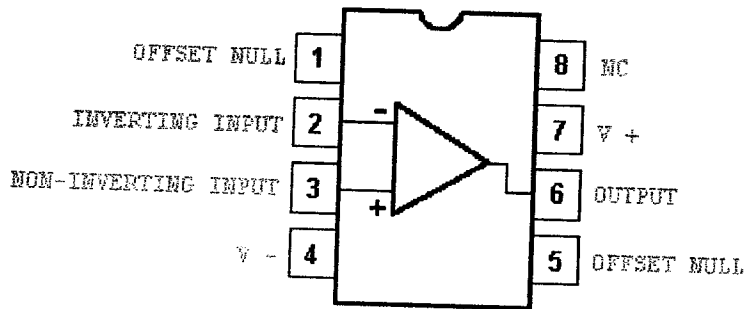 OFFSET NULL 1
8 NC
INVERTING INPUT 2 -
7 V +
NON-INVERTING INPUT 3 +
6 OUTPUT
V - 4
5 OFFSET NULL